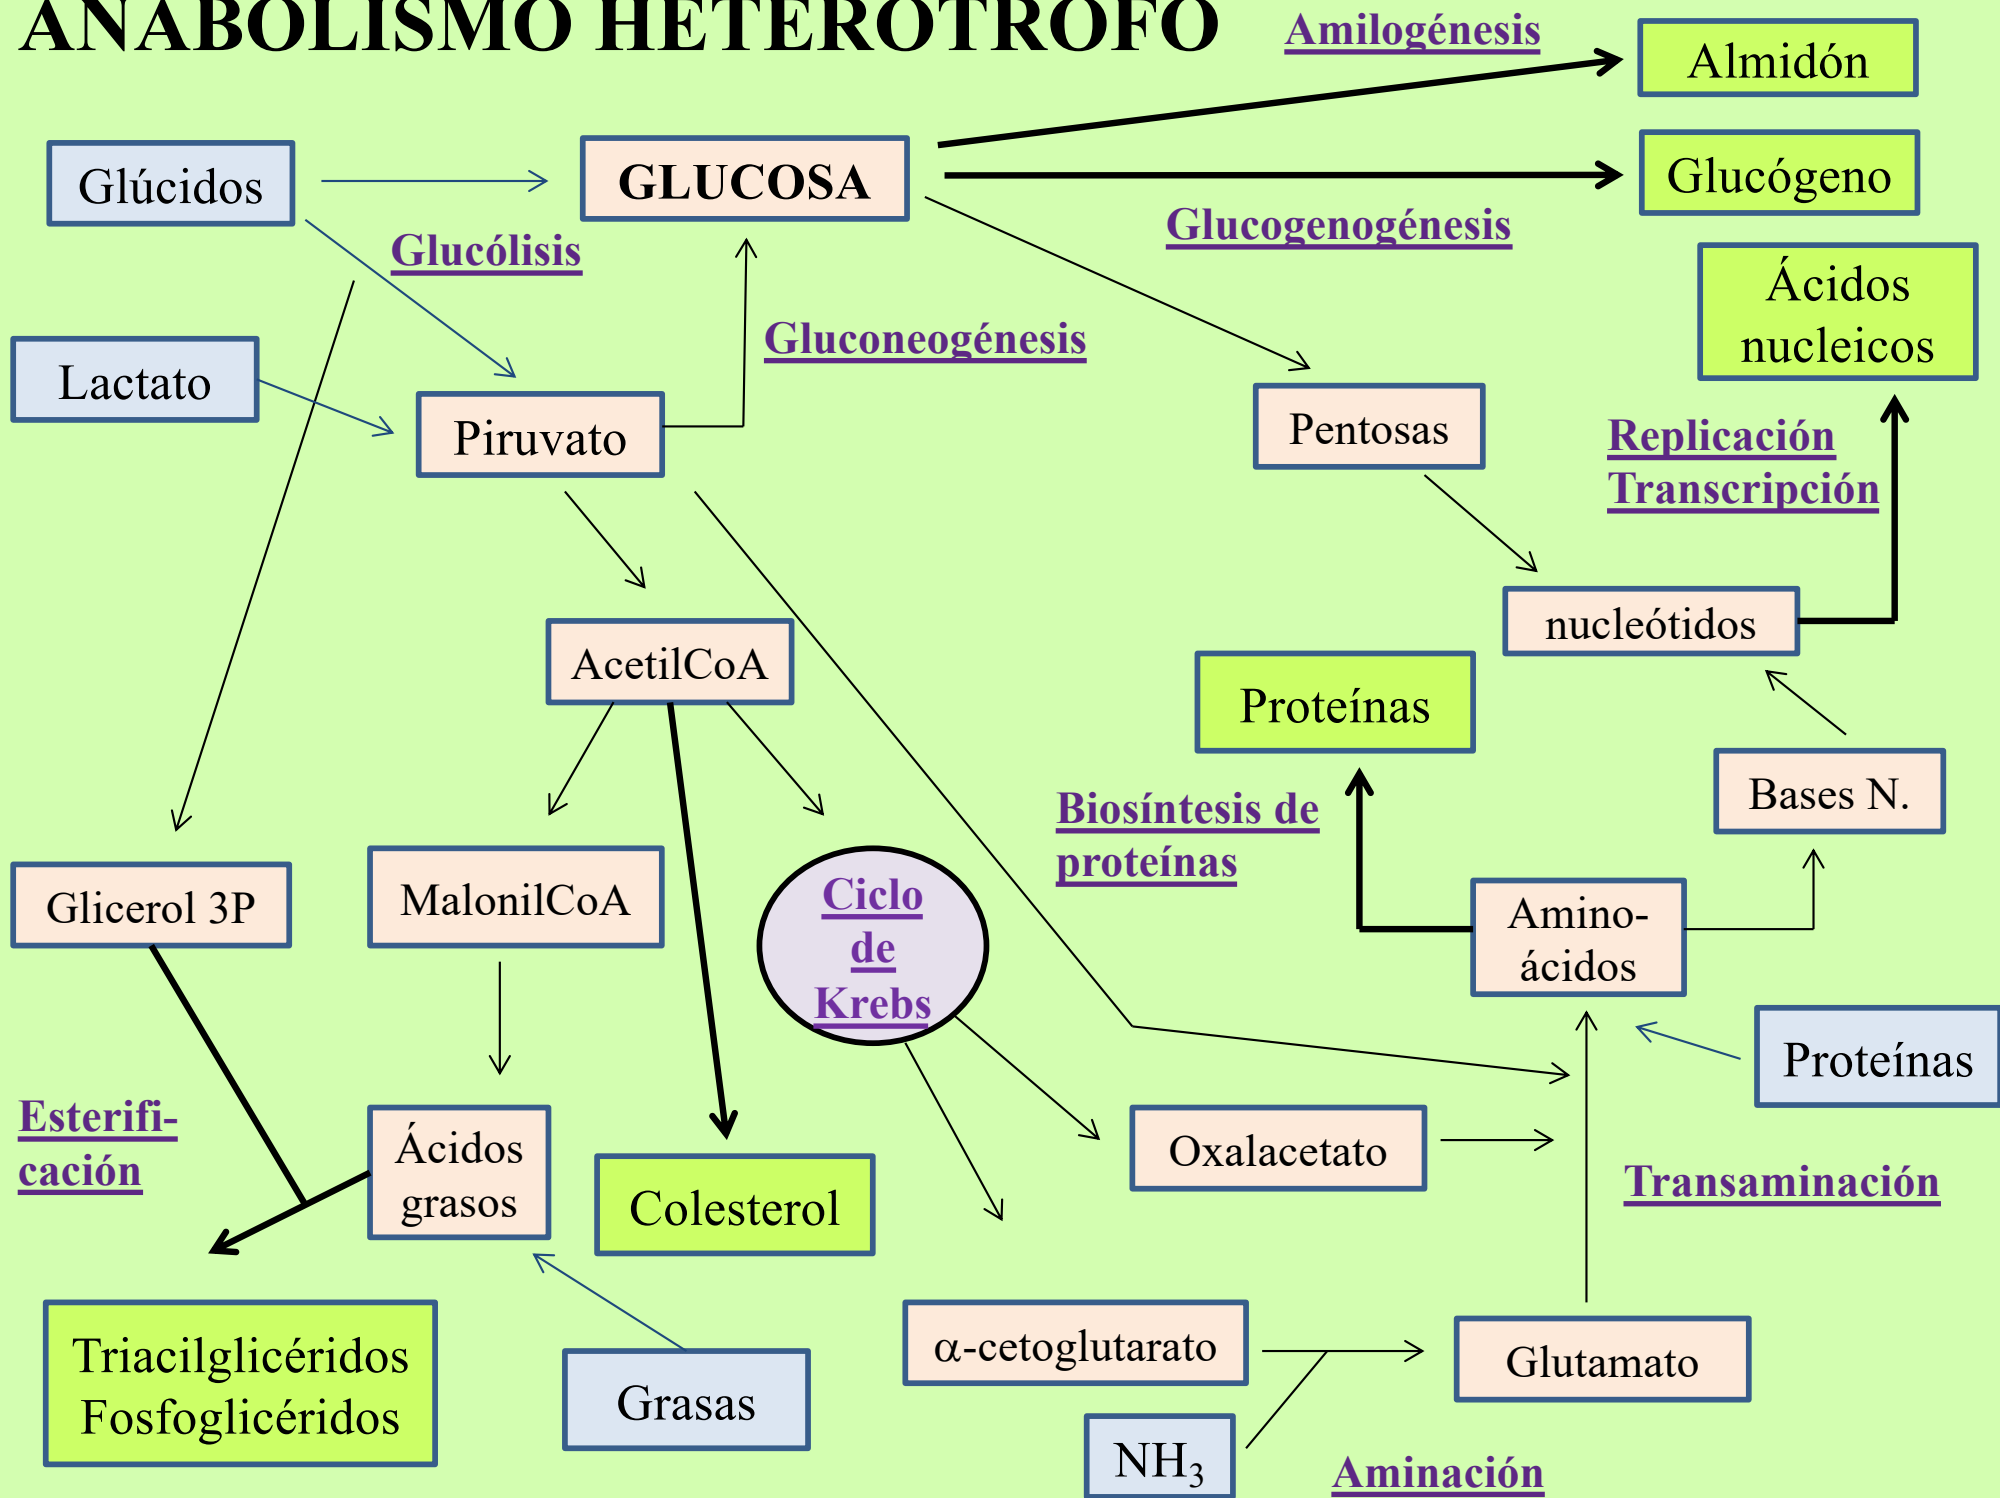 ANABOLISMO HETERÓTROFO
Amilogénesis
Almidón
Glúcidos
GLUCOSA
Glucógeno
Glucogenogénesis
Glucólisis
Ácidos
nucleicos
Gluconeogénesis
Lactato
Piruvato
Pentosas
Replicación
Transcripción
nucleótidos
AcetilCoA
Proteínas
Bases N.
Biosíntesis de
proteínas
Glicerol 3P
MalonilCoA
Ciclo
de
Krebs
Amino-
ácidos
Proteínas
Esterifi-
cación
Ácidos
grasos
Colesterol
Oxalacetato
Transaminación
Triacilglicéridos
Fosfoglicéridos
Grasas
α-cetoglutarato
Glutamato
NH₃
Aminación